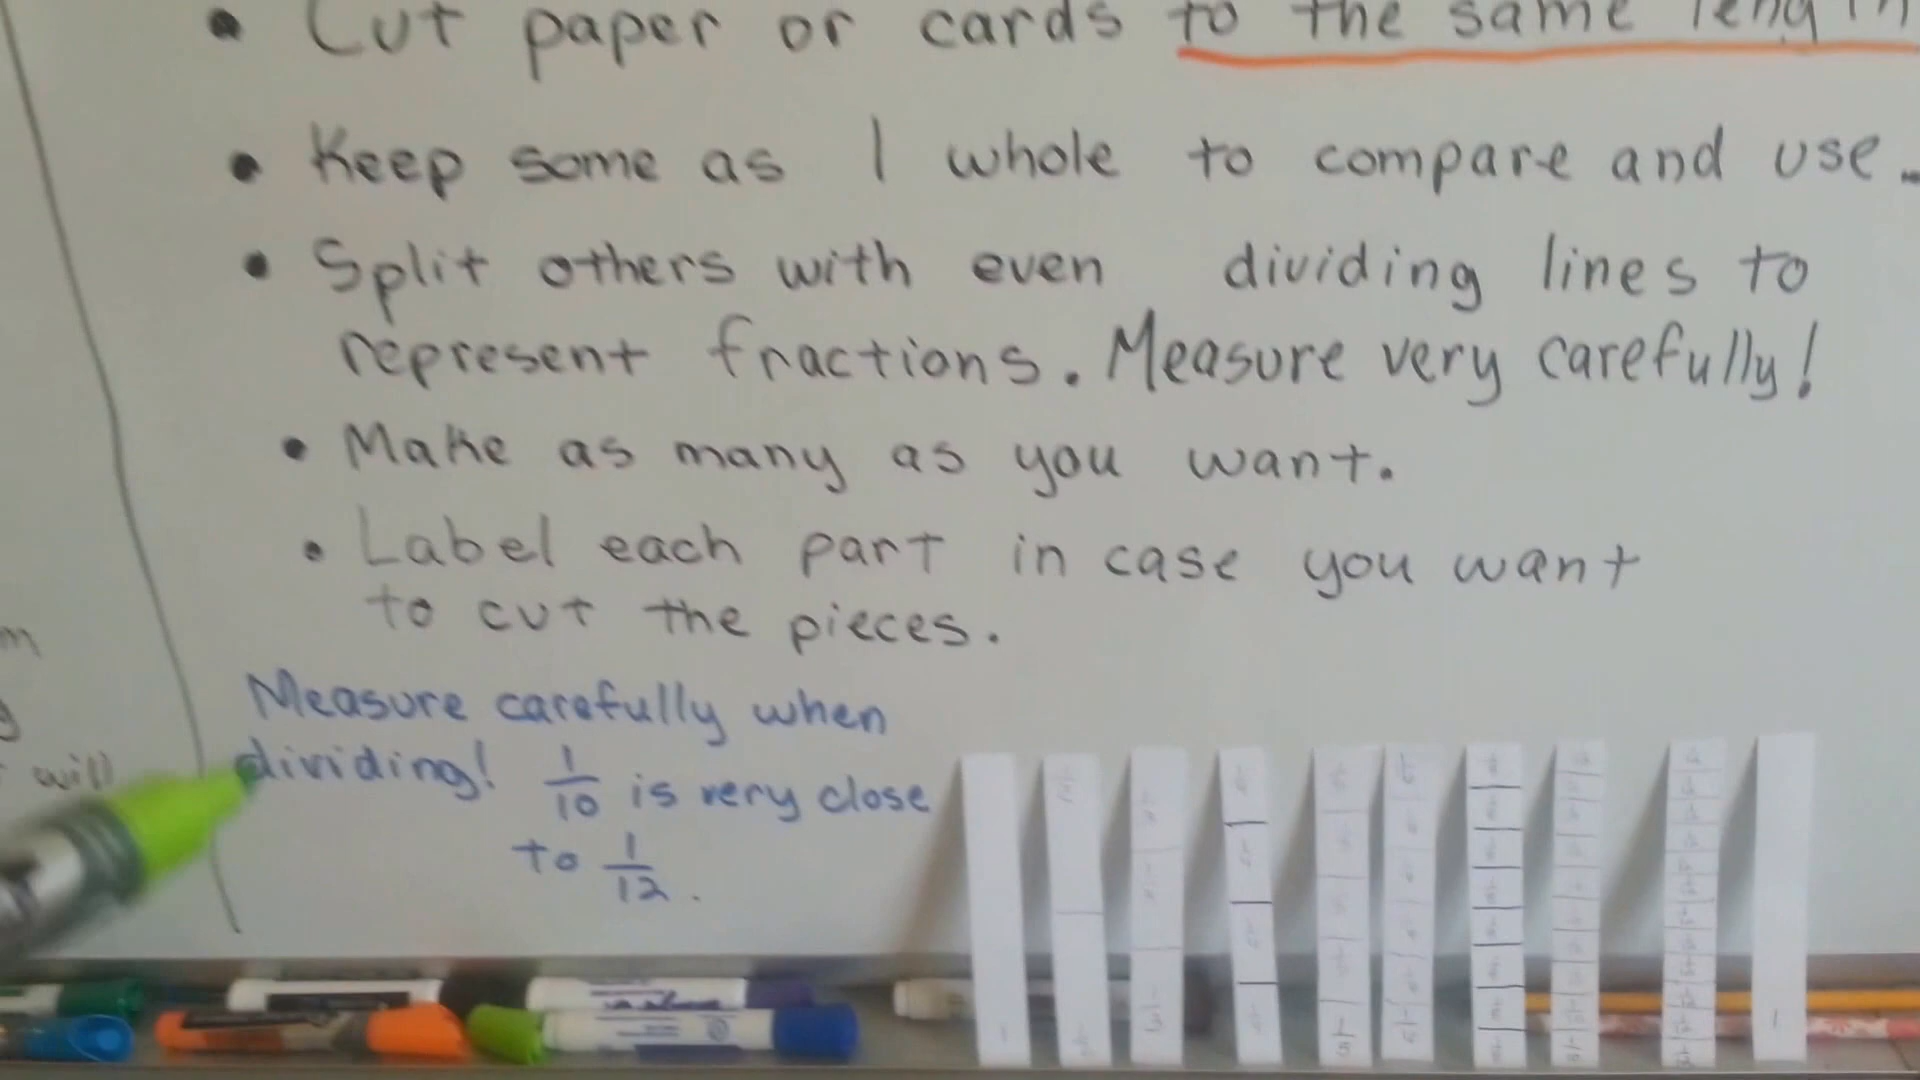 • Cut paper or cards to the same length
• Keep some as 1 whole to compare and use..
• Split others with even dividing lines to
represent fractions. Measure very carefully!
• Make as many as you want.
• Label each part in case you want
to cut the pieces.
will
Measure carefully when
dividing! 1/10 is very close
to 1/12.